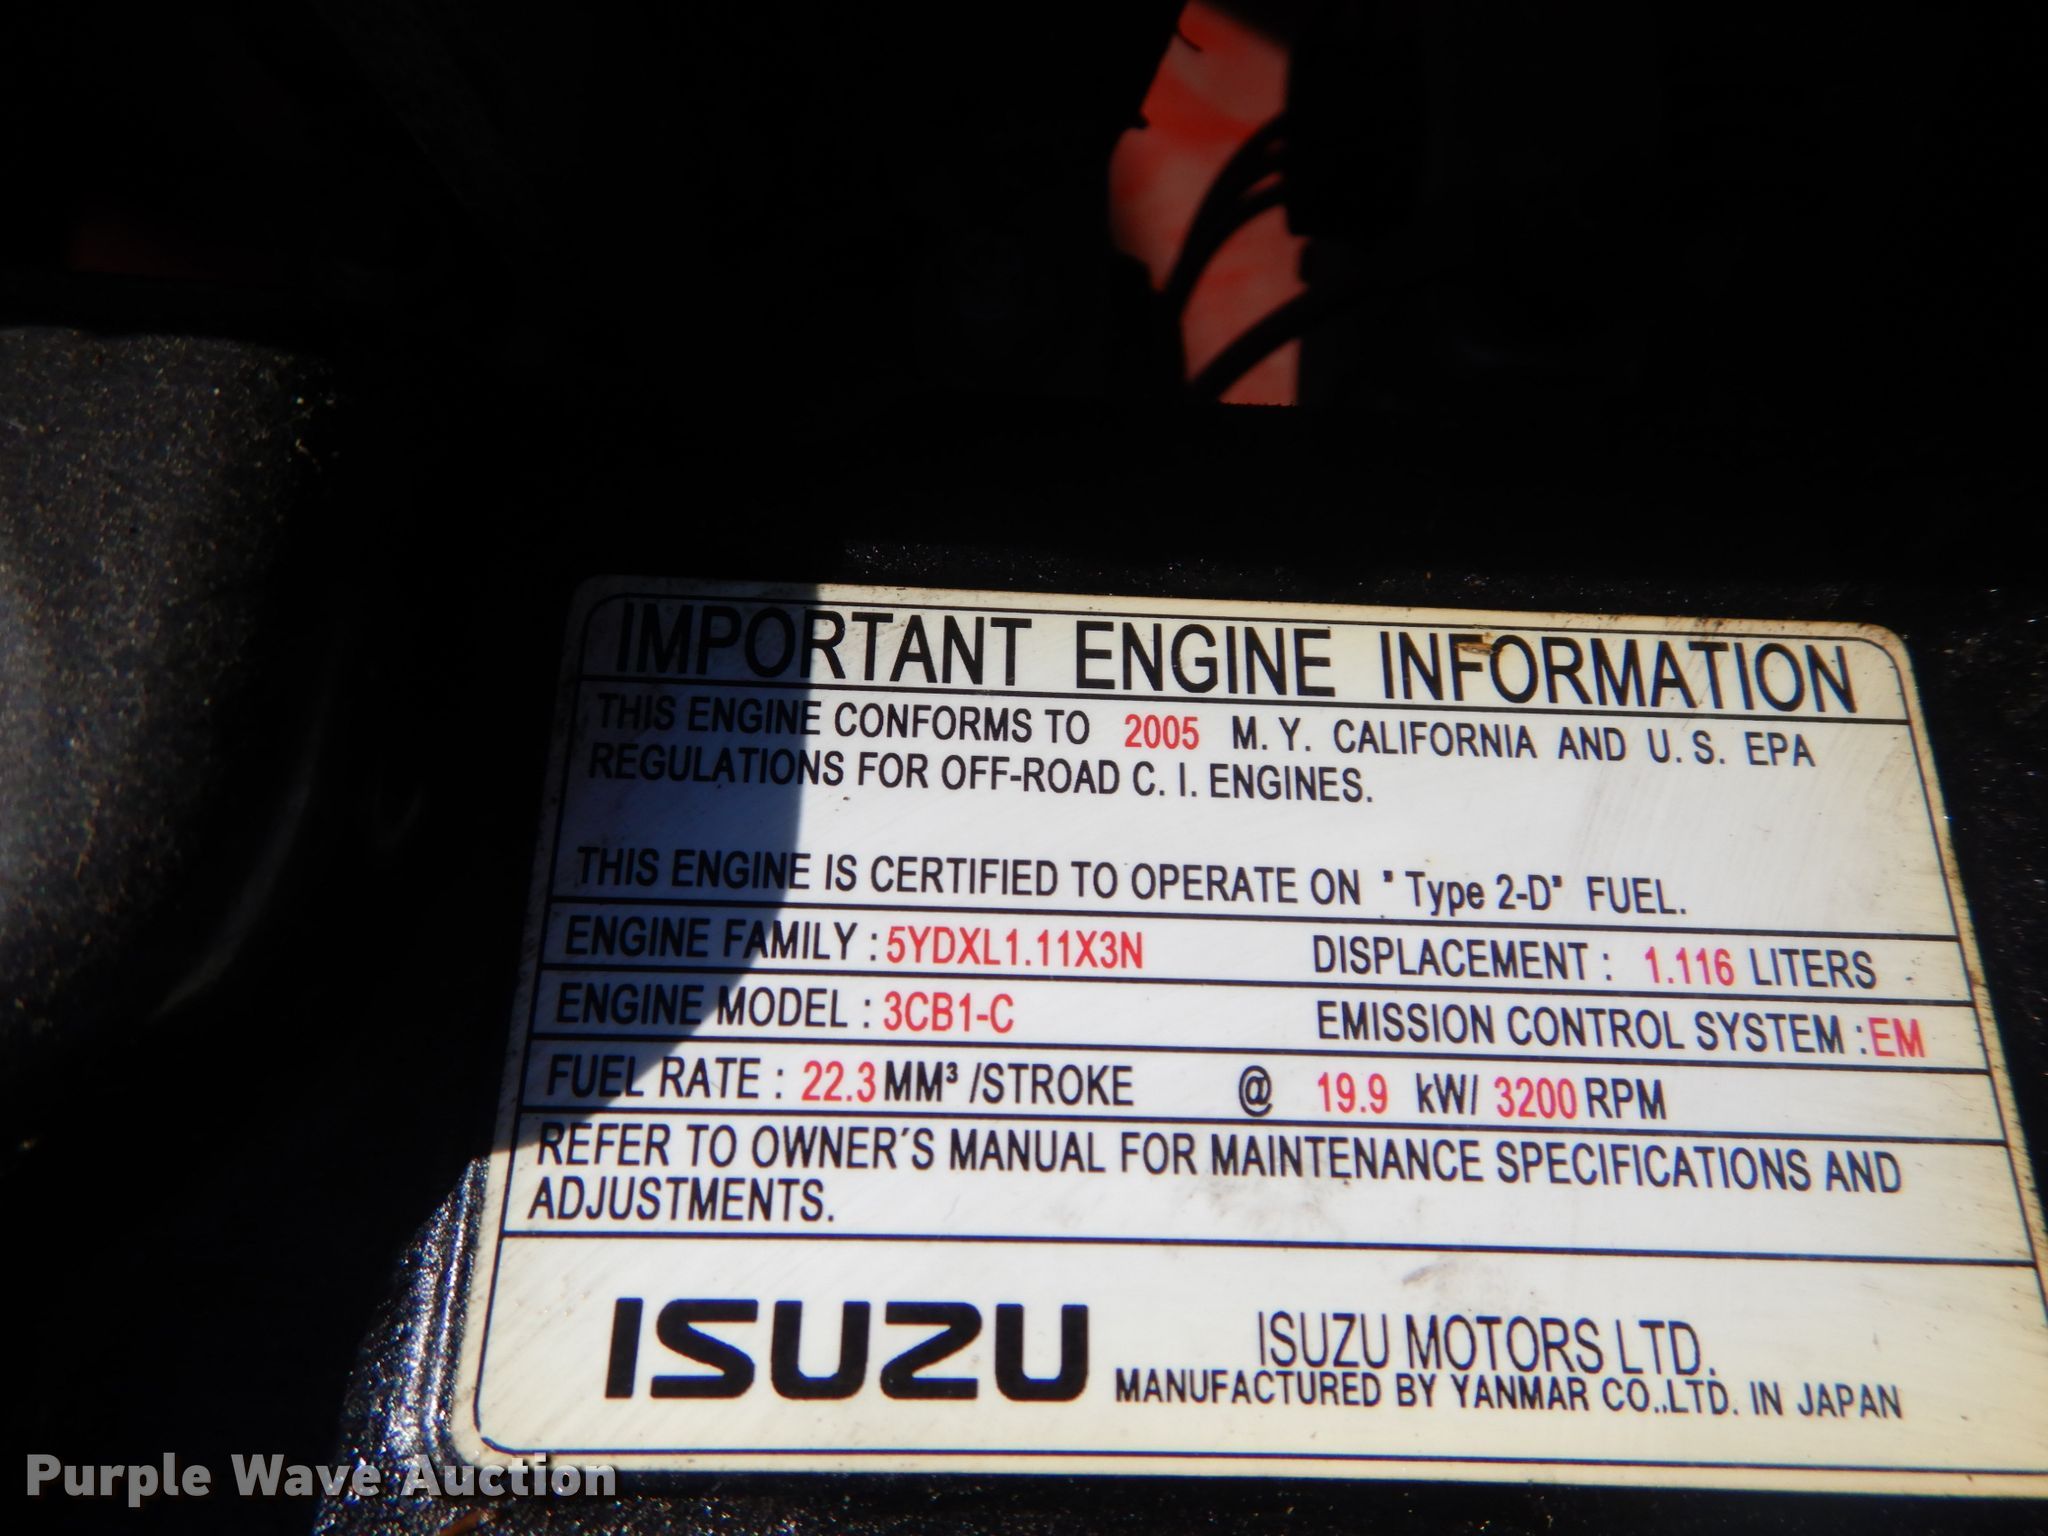 IMPORTANT ENGINE INFORMATION
THIS ENGINE CONFORMS TO 2005 M. Y. CALIFORNIA AND U. S. EPA
REGULATIONS FOR OFF-ROAD C. I. ENGINES.
THIS ENGINE IS CERTIFIED TO OPERATE ON "Type 2-D" FUEL.
ENGINE FAMILY : 5YDXL1.11X3N DISPLACEMENT : 1.116 LITERS
ENGINE MODEL : 3CB1-C EMISSION CONTROL SYSTEM : EM
FUEL RATE : 22.3 MM³ /STROKE @ 19.9 kW/ 3200 RPM
REFER TO OWNER'S MANUAL FOR MAINTENANCE SPECIFICATIONS AND
ADJUSTMENTS.
ISUZU ISUZU MOTORS LTD.
MANUFACTURED BY YANMAR CO.,LTD. IN JAPAN
Purple Wave Auction